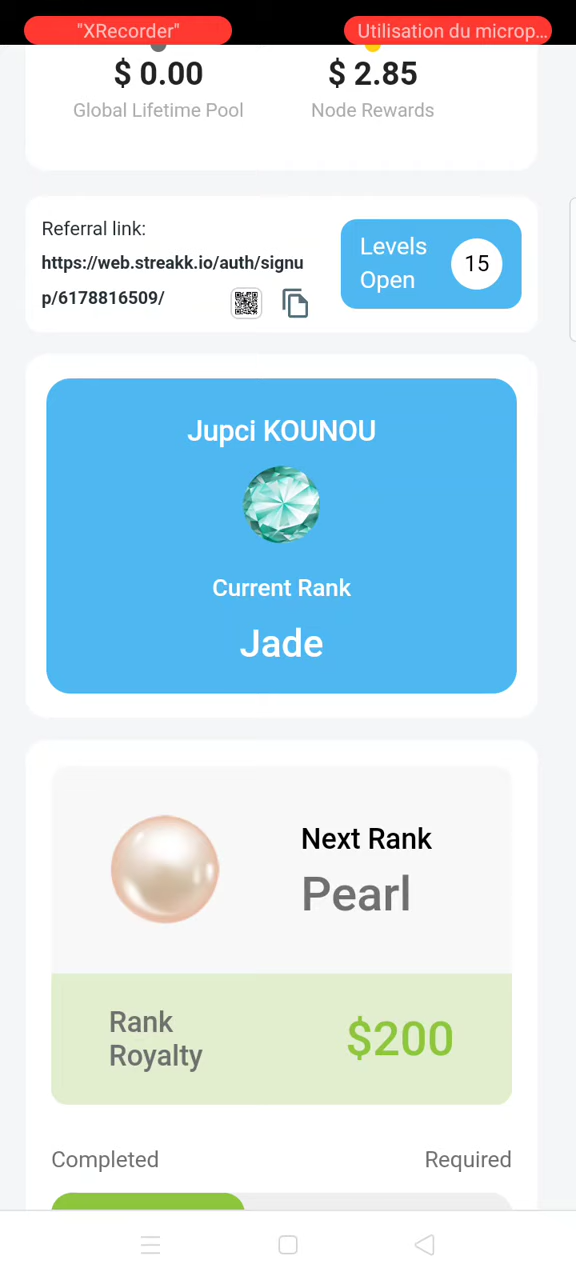 "XRecorder"
Utilisation du microp...
$ 0.00
$ 2.85
Global Lifetime Pool
Node Rewards
Referral link:
https://web.streakk.io/auth/signu
p/6178816509/
Levels
Open
15
Jupci KOUNOU
Current Rank
Jade
Next Rank
Pearl
Rank
Royalty
$200
Completed
Required